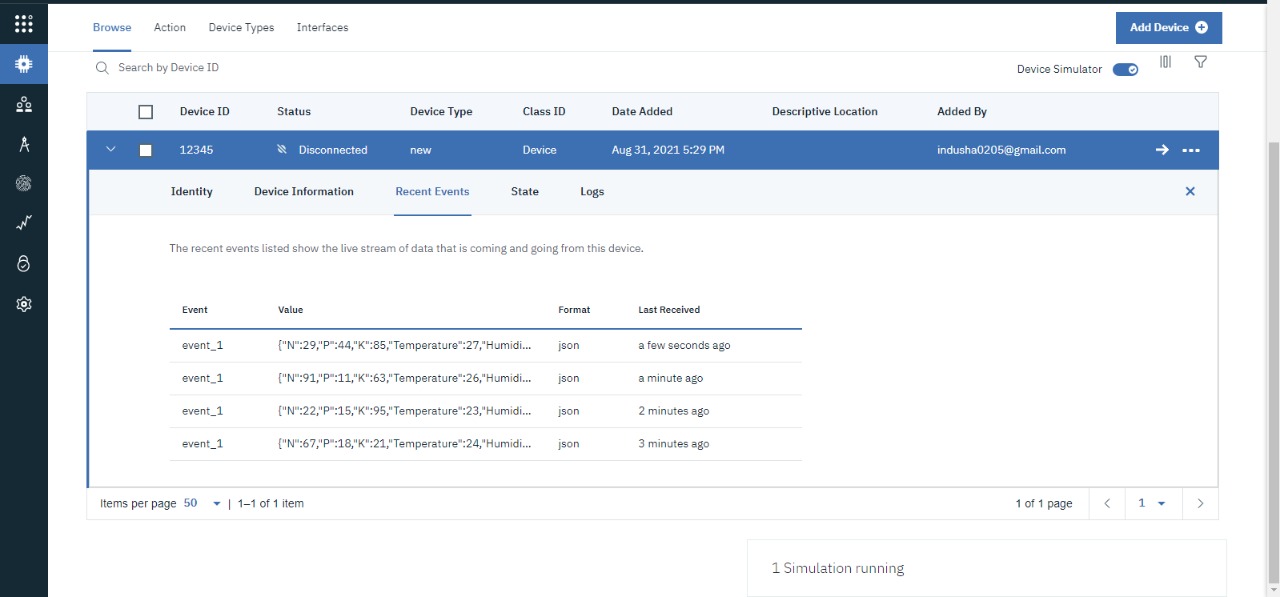 Browse Action Device Types Interfaces Add Device
Search by Device ID Device Simulator
Device ID Status Device Type Class ID Date Added Descriptive Location Added By
12345 Disconnected new Device Aug 31, 2021 5:29 PM indusha0205@gmail.com
Identity Device Information Recent Events State Logs
The recent events listed show the live stream of data that is coming and going from this device.
Event Value Format Last Received
event_1 {"N":29,"P":44,"K":85,"Temperature":27,"Humidi... json a few seconds ago
event_1 {"N":91,"P":11,"K":63,"Temperature":26,"Humidi... json a minute ago
event_1 {"N":22,"P":15,"K":95,"Temperature":23,"Humidi... json 2 minutes ago
event_1 {"N":67,"P":18,"K":21,"Temperature":24,"Humidi... json 3 minutes ago
Items per page 50 | 1–1 of 1 item 1 of 1 page 1
1 Simulation running